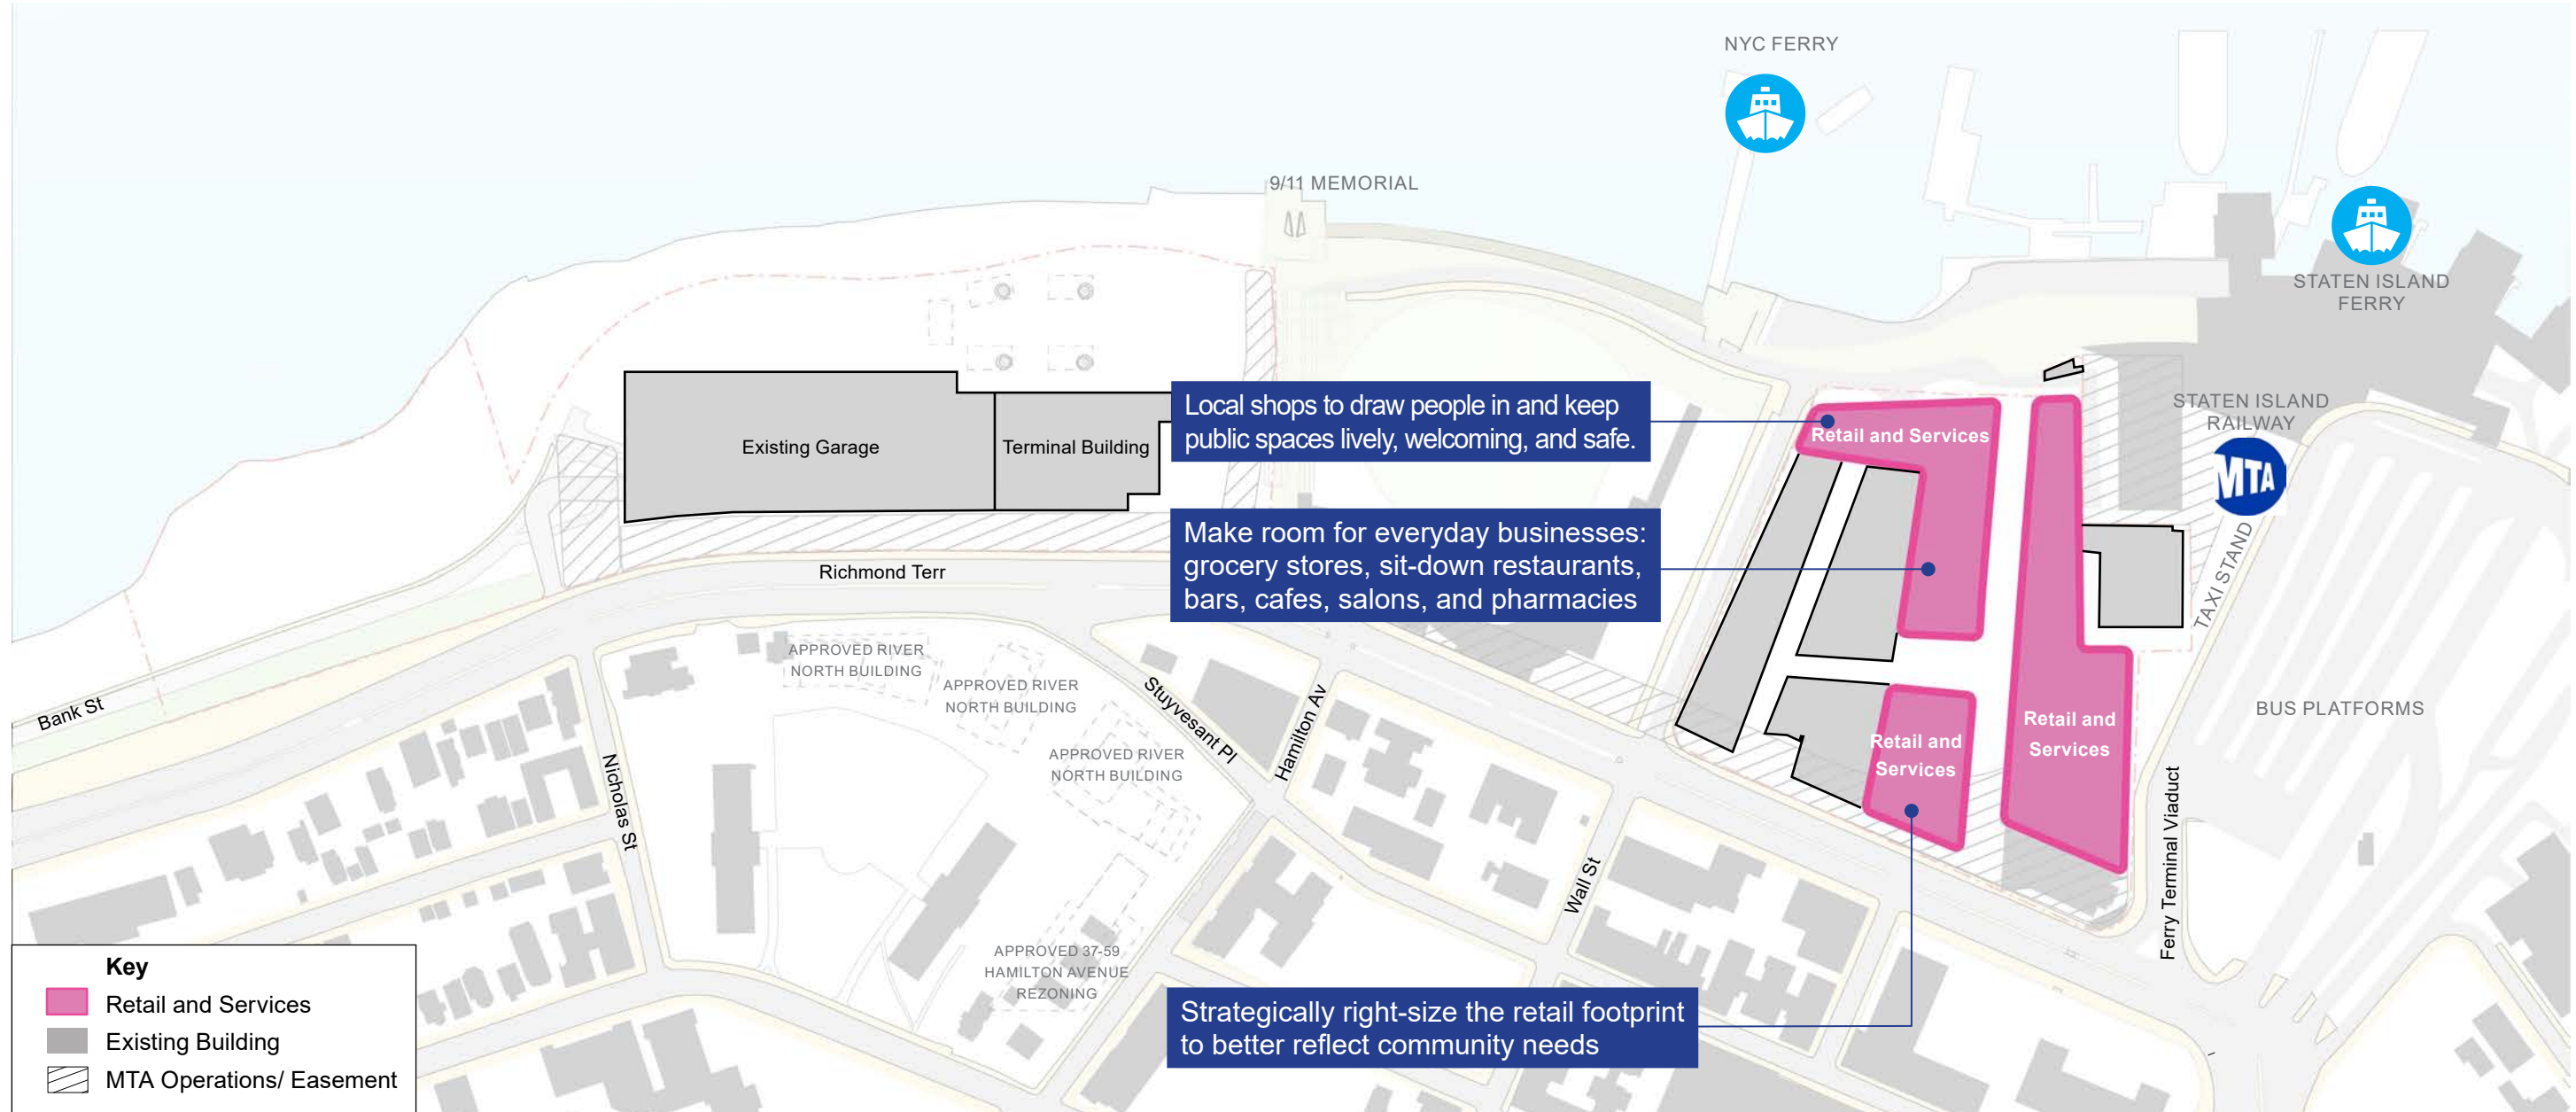 NYC FERRY
9/11 MEMORIAL
STATEN ISLAND
FERRY
STATEN ISLAND
RAILWAY
MTA
TAXI STAND
BUS PLATFORMS
Ferry Terminal Viaduct
Local shops to draw people in and keep
public spaces lively, welcoming, and safe.
Retail and Services
Existing Garage
Terminal Building
Make room for everyday businesses:
grocery stores, sit-down restaurants,
bars, cafes, salons, and pharmacies
Richmond Terr
APPROVED RIVER
NORTH BUILDING
APPROVED RIVER
NORTH BUILDING
APPROVED RIVER
NORTH BUILDING
Stuyvesant Pl
Hamilton Av
Bank St
Nicholas St
Wall St
Retail and
Services
Retail and
Services
APPROVED 37-59
HAMILTON AVENUE
REZONING
Strategically right-size the retail footprint
to better reflect community needs
Key
Retail and Services
Existing Building
MTA Operations/ Easement